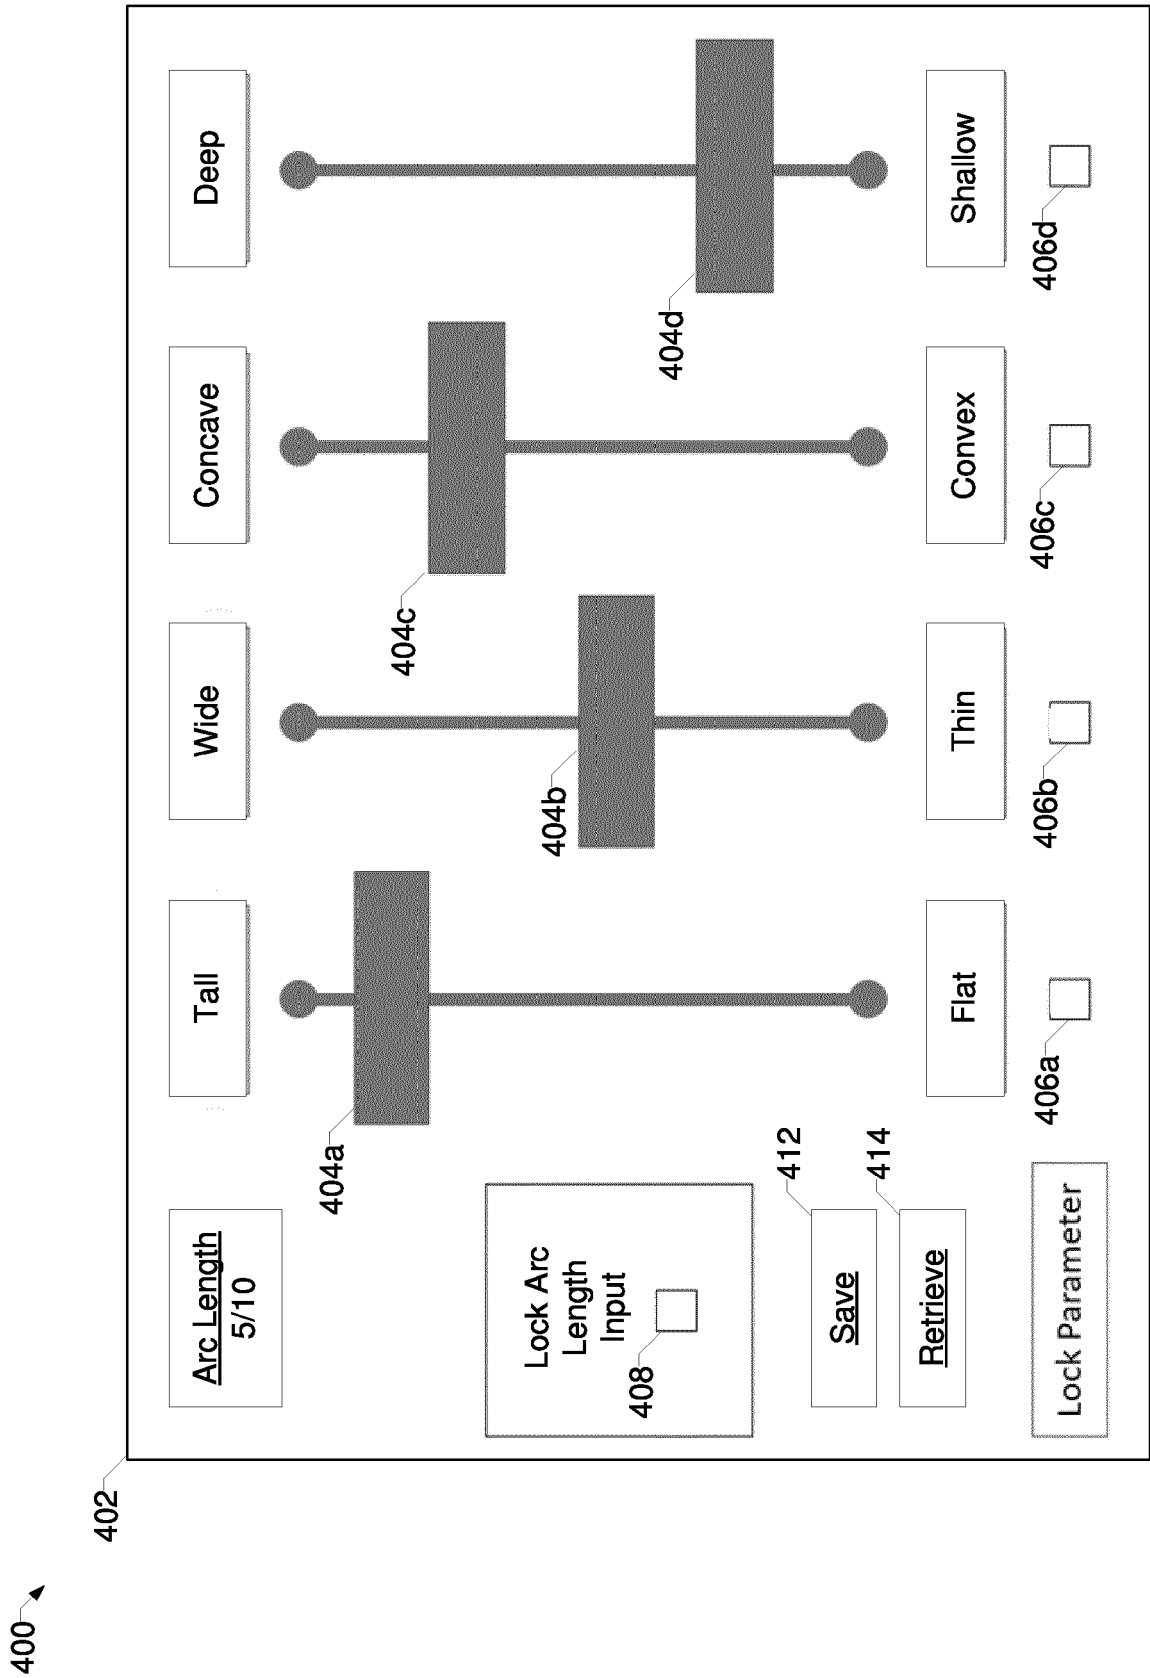 400
402
Arc Length
5/10
Tall
Wide
Concave
Deep
404a
404b
404c
404d
Lock Arc
Length
Input
408
412
Save
414
Retrieve
Flat
Thin
Convex
Shallow
Lock Parameter
406a
406b
406c
406d